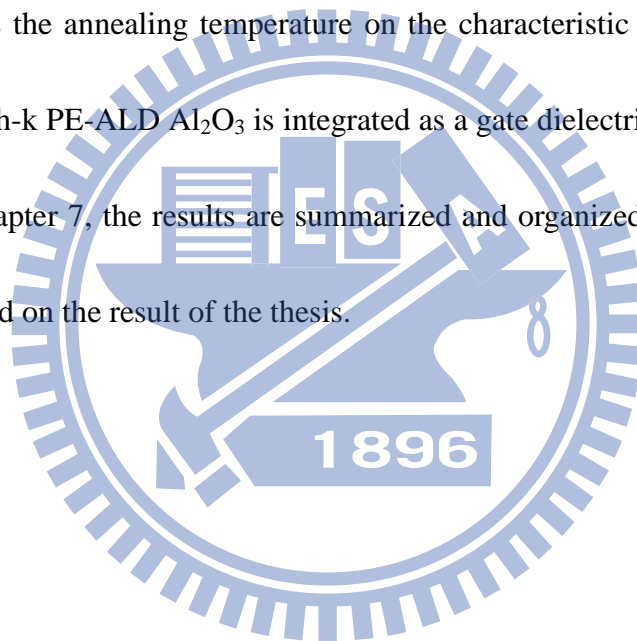 the annealing temperature on the characteristic
h-k PE-ALD Al₂O₃ is integrated as a gate dielectri
apter 7, the results are summarized and organized
d on the result of the thesis.
E S A
8
1896